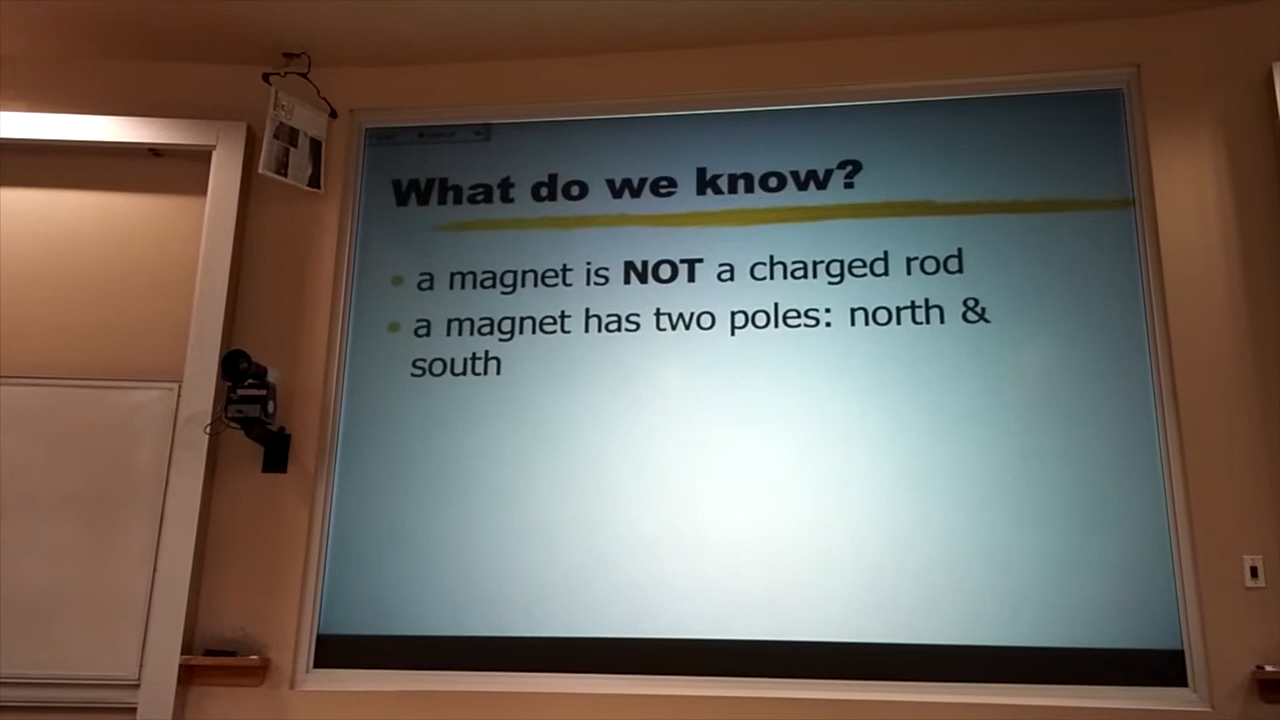 What do we know?
a magnet is NOT a charged rod
a magnet has two poles: north &
south